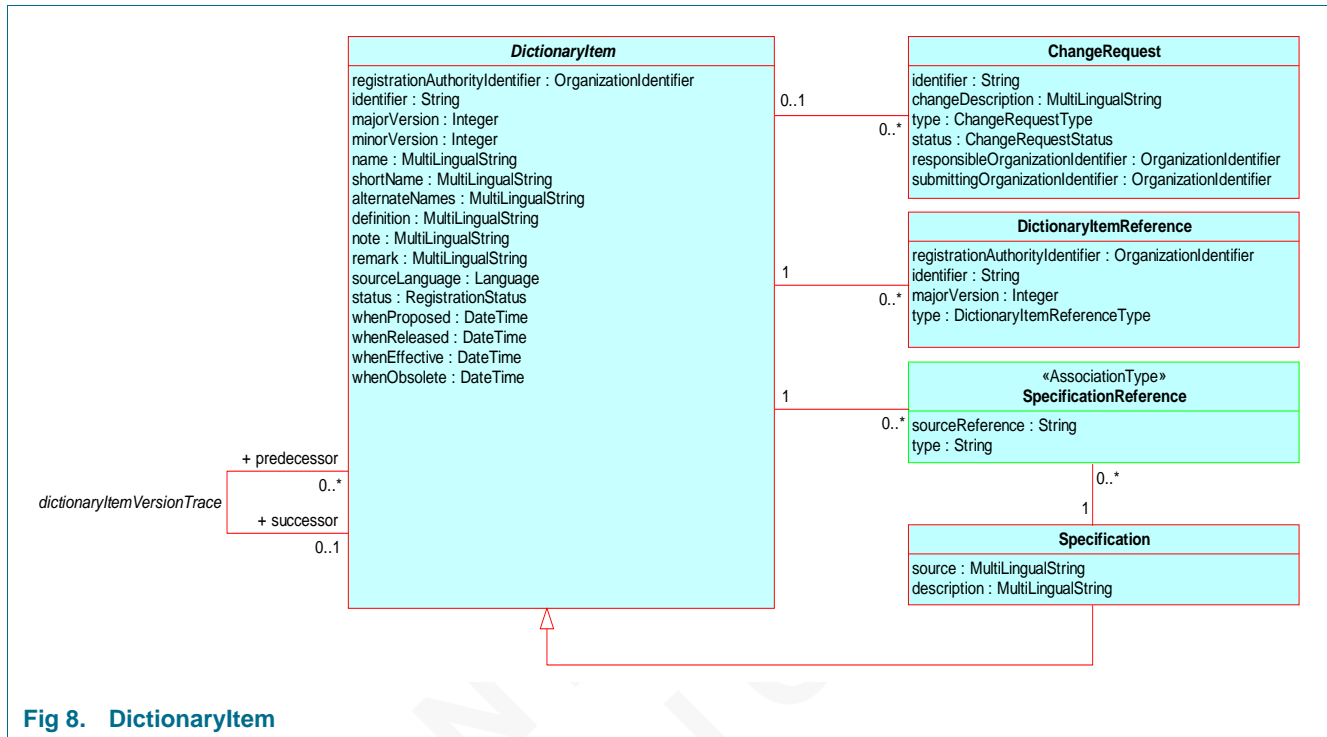 DictionaryItem
registrationAuthorityIdentifier : OrganizationIdentifier
identifier : String
majorVersion : Integer
minorVersion : Integer
name : MultiLingualString
shortName : MultiLingualString
alternateNames : MultiLingualString
definition : MultiLingualString
note : MultiLingualString
remark : MultiLingualString
sourceLanguage : Language
status : RegistrationStatus
whenProposed : DateTime
whenReleased : DateTime
whenEffective : DateTime
whenObsolete : DateTime
+ predecessor
0..*
dictionaryItemVersionTrace
+ successor
0..1
0..1
0..*
ChangeRequest
identifier : String
changeDescription : MultiLingualString
type : ChangeRequestType
status : ChangeRequestStatus
responsibleOrganizationIdentifier : OrganizationIdentifier
submittingOrganizationIdentifier : OrganizationIdentifier
1
0..*
DictionaryItemReference
registrationAuthorityIdentifier : OrganizationIdentifier
identifier : String
majorVersion : Integer
type : DictionaryItemReferenceType
1
0..*
«AssociationType»
SpecificationReference
sourceReference : String
type : String
0..*
1
Specification
source : MultiLingualString
description : MultiLingualString
Fig 8. DictionaryItem